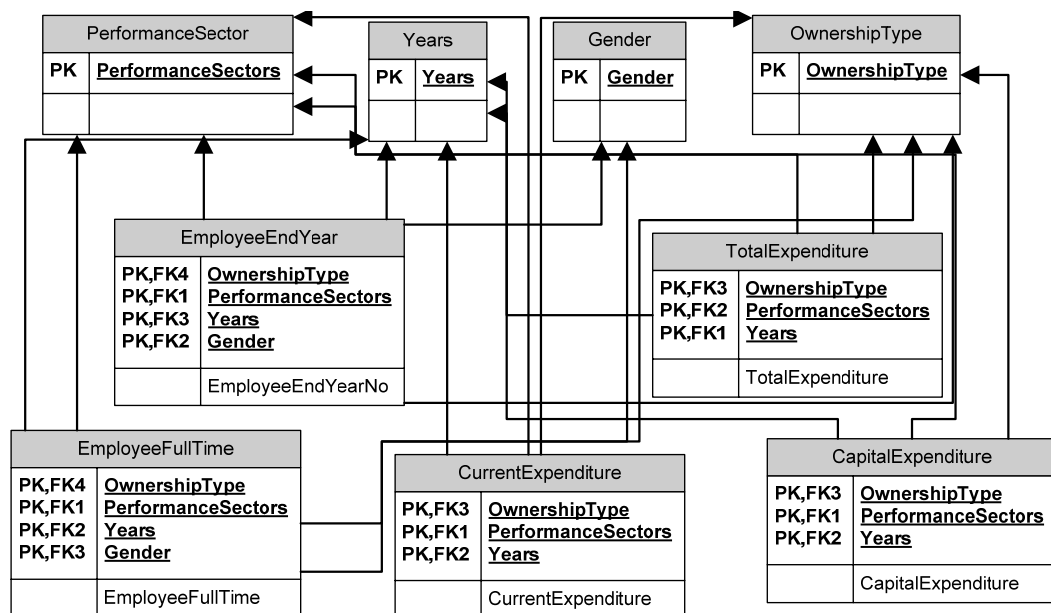 PerformanceSector
PK PerformanceSectors
Years
PK Years
Gender
PK Gender
OwnershipType
PK OwnershipType
EmployeeEndYear
PK,FK4 OwnershipType
PK,FK1 PerformanceSectors
PK,FK3 Years
PK,FK2 Gender
EmployeeEndYearNo
TotalExpenditure
PK,FK3 OwnershipType
PK,FK2 PerformanceSectors
PK,FK1 Years
TotalExpenditure
EmployeeFullTime
PK,FK4 OwnershipType
PK,FK1 PerformanceSectors
PK,FK2 Years
PK,FK3 Gender
EmployeeFullTime
CurrentExpenditure
PK,FK3 OwnershipType
PK,FK1 PerformanceSectors
PK,FK2 Years
CurrentExpenditure
CapitalExpenditure
PK,FK3 OwnershipType
PK,FK1 PerformanceSectors
PK,FK2 Years
CapitalExpenditure